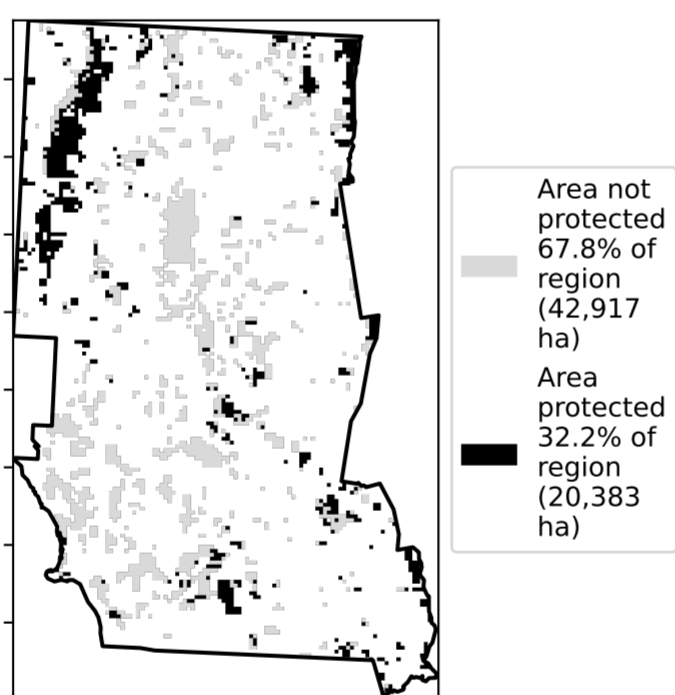 Area not
protected
67.8% of
region
(42,917
ha)
Area
protected
32.2% of
region
(20,383
ha)